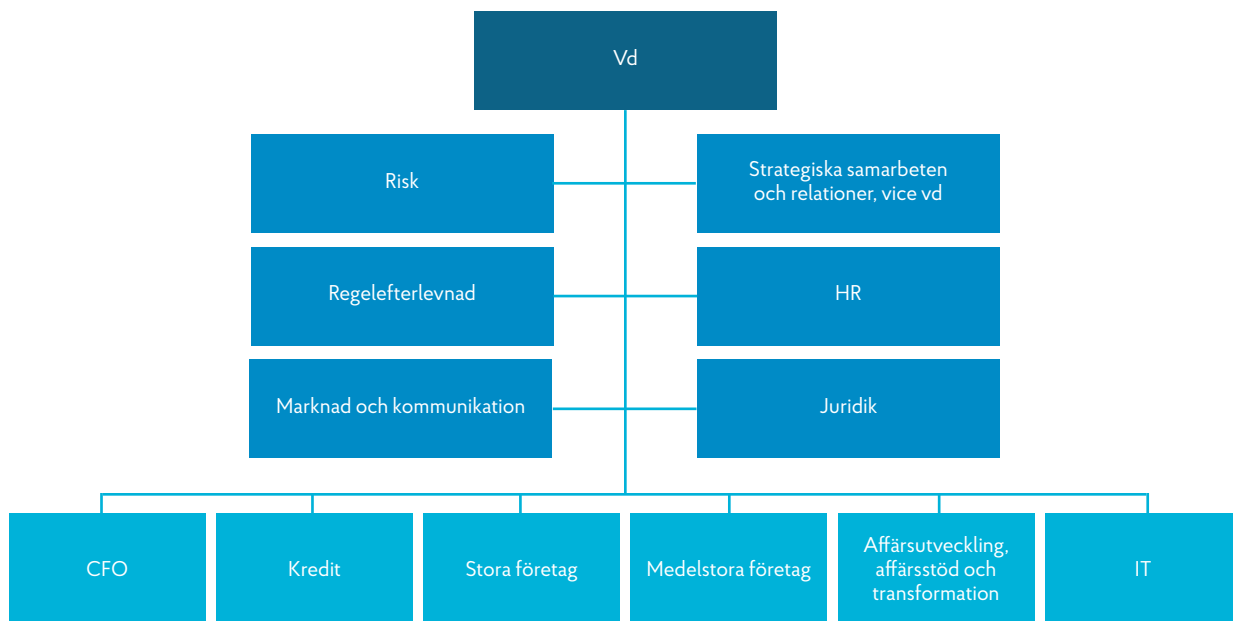 Vd
Risk
Strategiska samarbeten
och relationer, vice vd
Regelefterlevnad
HR
Marknad och kommunikation
Juridik
CFO
Kredit
Stora företag
Medelstora företag
Affärsutveckling,
affärsstöd och
transformation
IT